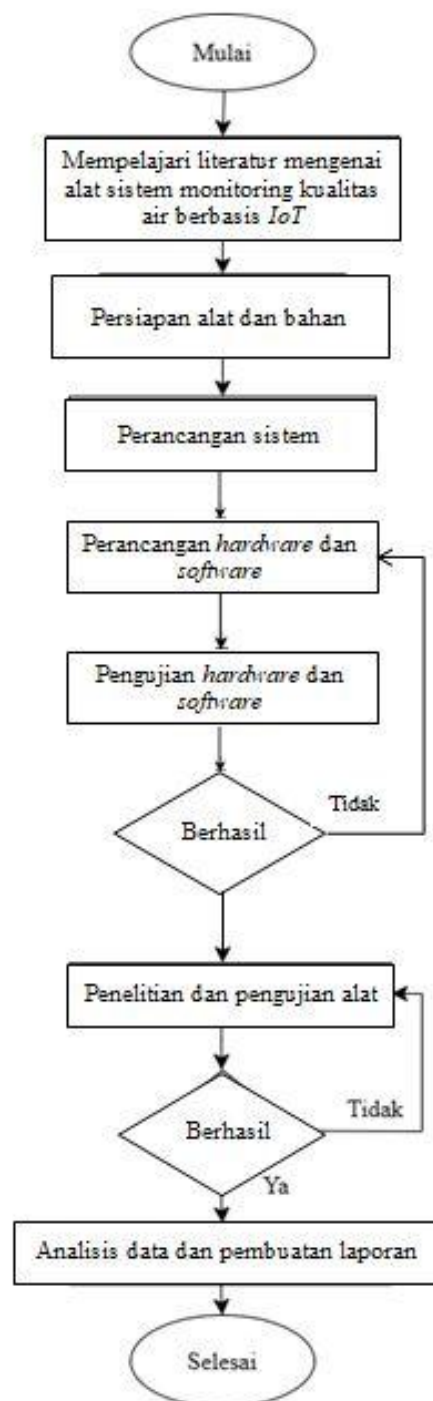 Mulai
Mempelajari literatur mengenai
alat sistem monitoring kualitas
air berbasis IoT
Persiapan alat dan bahan
Perancangan sistem
Perancangan hardware dan
software
Pengujian hardware dan
software
Berhasil
Tidak
Penelitian dan pengujian alat
Berhasil
Tidak
Ya
Analisis data dan pembuatan laporan
Selesai